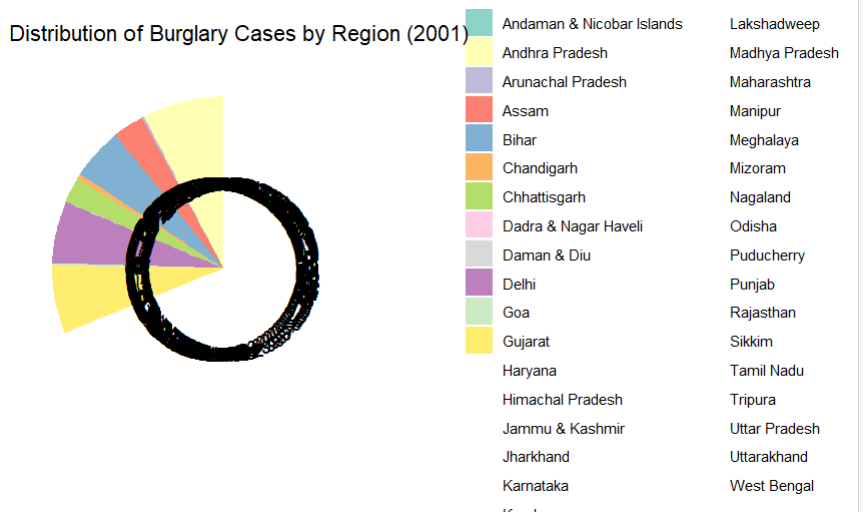 Distribution of Burglary Cases by Region (2001)
Andaman & Nicobar Islands
Andhra Pradesh
Arunachal Pradesh
Assam
Bihar
Chandigarh
Chhattisgarh
Dadra & Nagar Haveli
Daman & Diu
Delhi
Goa
Gujarat
Haryana
Himachal Pradesh
Jammu & Kashmir
Jharkhand
Karnataka
Lakshadweep
Madhya Pradesh
Maharashtra
Manipur
Meghalaya
Mizoram
Nagaland
Odisha
Puducherry
Punjab
Rajasthan
Sikkim
Tamil Nadu
Tripura
Uttar Pradesh
Uttarakhand
West Bengal